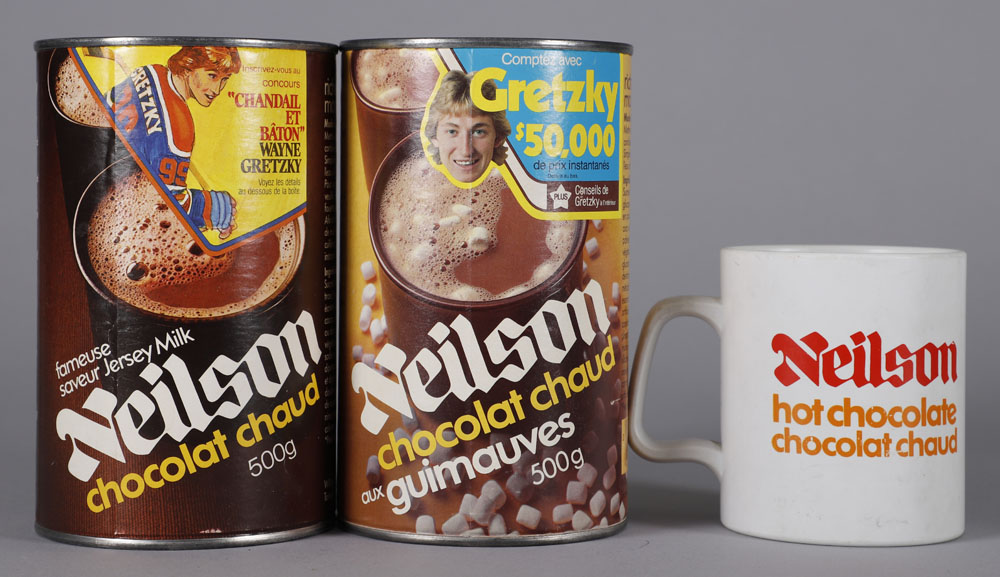 Inscrivez-vous au
concours
"CHANDAIL
ET
BÂTON"
WAYNE
GRETZKY
Voyez les détails
au dessous de la boîte
GRETZKY
99
99
fameuse
saveur Jersey Milk
Neilson
chocolat chaud
500g
Comptez avec
Gretzky
$50,000
de prix instantanés
PLUS
Conseils de
Gretzky à l'intérieur
Neilson
chocolat chaud
aux guimauves
500g
Neilson
hot chocolate
chocolat chaud